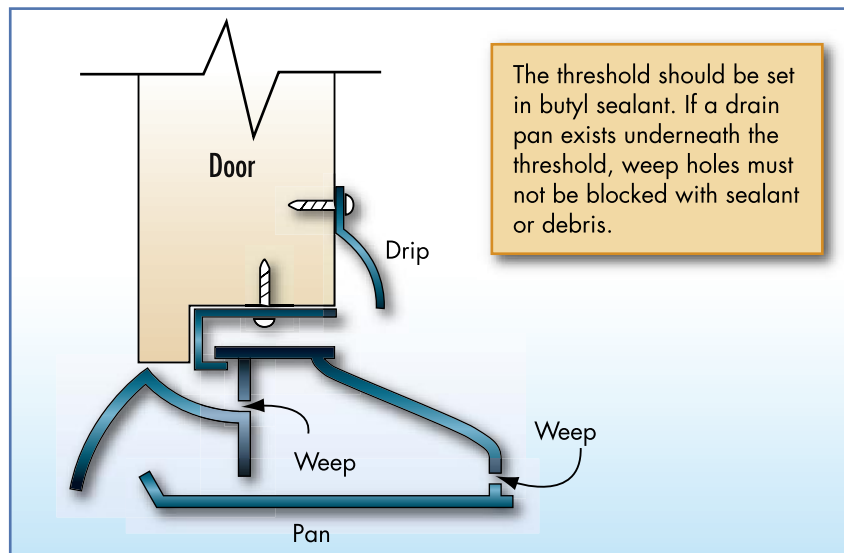 The threshold should be set
in butyl sealant. If a drain
pan exists underneath the
threshold, weep holes must
not be blocked with sealant
or debris.
Door
Drip
Weep
Weep
Pan